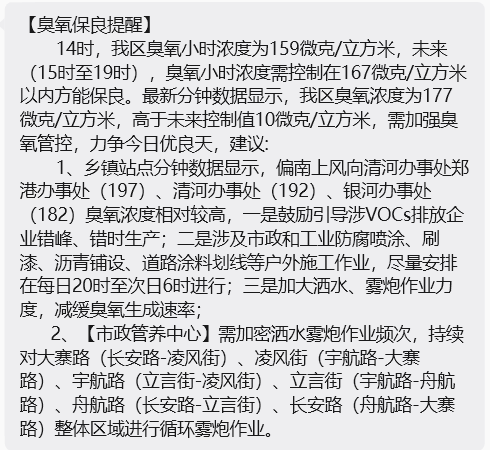 【臭氧保良提醒】
14时，我区臭氧小时浓度为159微克/立方米，未来
（15时至19时），臭氧小时浓度需控制在167微克/立方米
以内方能保良。最新分钟数据显示，我区臭氧浓度为177
微克/立方米，高于未来控制值10微克/立方米，需加强臭
氧管控，力争今日优良天，建议:
1、乡镇站点分钟数据显示，偏南上风向清河办事处郑
港办事处（197）、清河办事处（192）、银河办事处
（182）臭氧浓度相对较高，一是鼓励引导涉VOCs排放企
业错峰、错时生产；二是涉及市政和工业防腐喷涂、刷
漆、沥青铺设、道路涂料划线等户外施工作业，尽量安排
在每日20时至次日6时进行；三是加大洒水、雾炮作业力
度，减缓臭氧生成速率；
2、【市政管养中心】需加密洒水雾炮作业频次，持续
对大寨路（长安路-凌风街）、凌风街（宇航路-大寨
路）、宇航路（立言街-凌风街）、立言街（宇航路-舟航
路）、舟航路（长安路-立言街）、长安路（舟航路-大寨
路）整体区域进行循环雾炮作业。